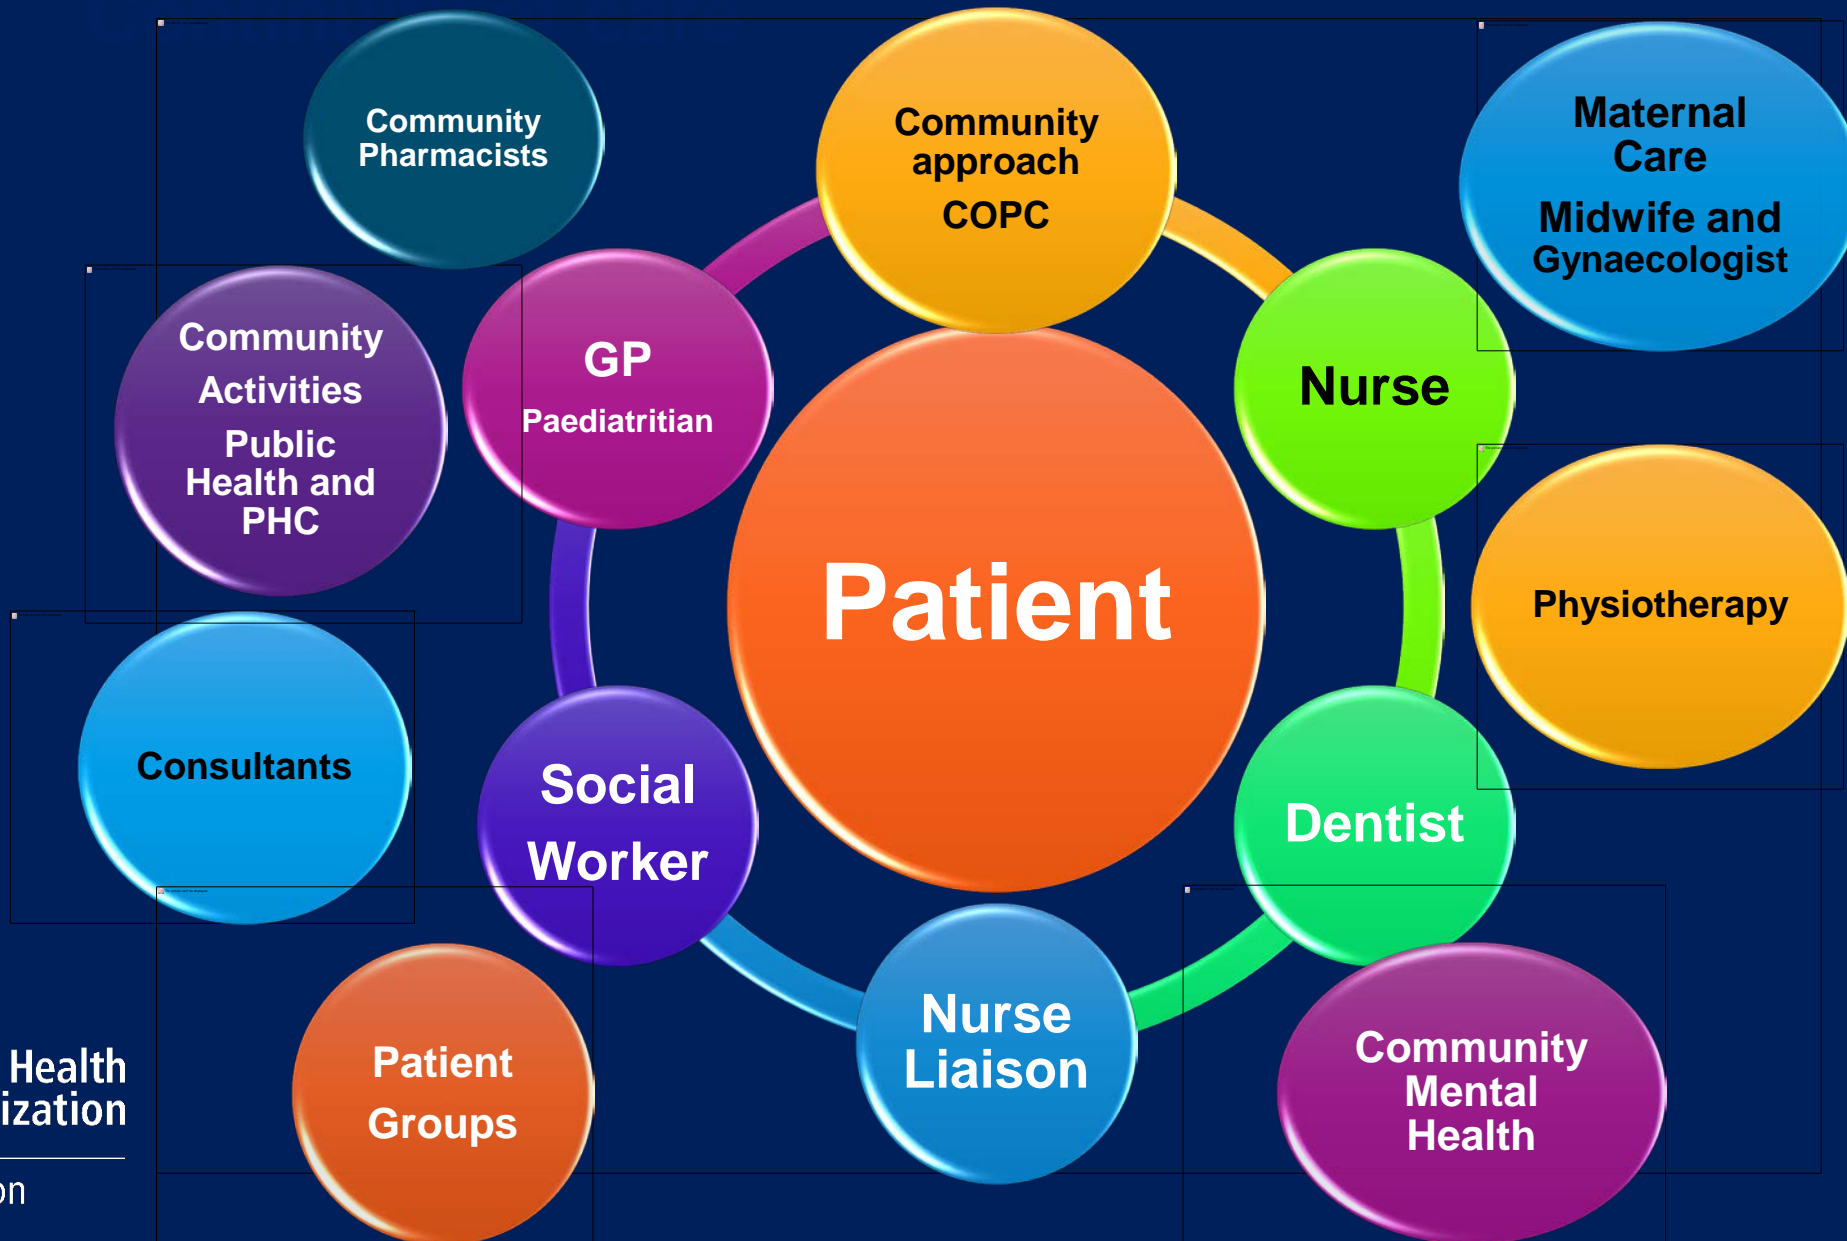 Community
Pharmacists
Community
approach
COPC
Maternal
Care
Midwife and
Gynaecologist
Community
Activities
Public
Health and
PHC
GP
Paediatritian
Nurse
Patient
Physiotherapy
Consultants
Social
Worker
Dentist
Nurse
Liaison
Patient
Groups
Community
Mental
Health
Health
ization
on